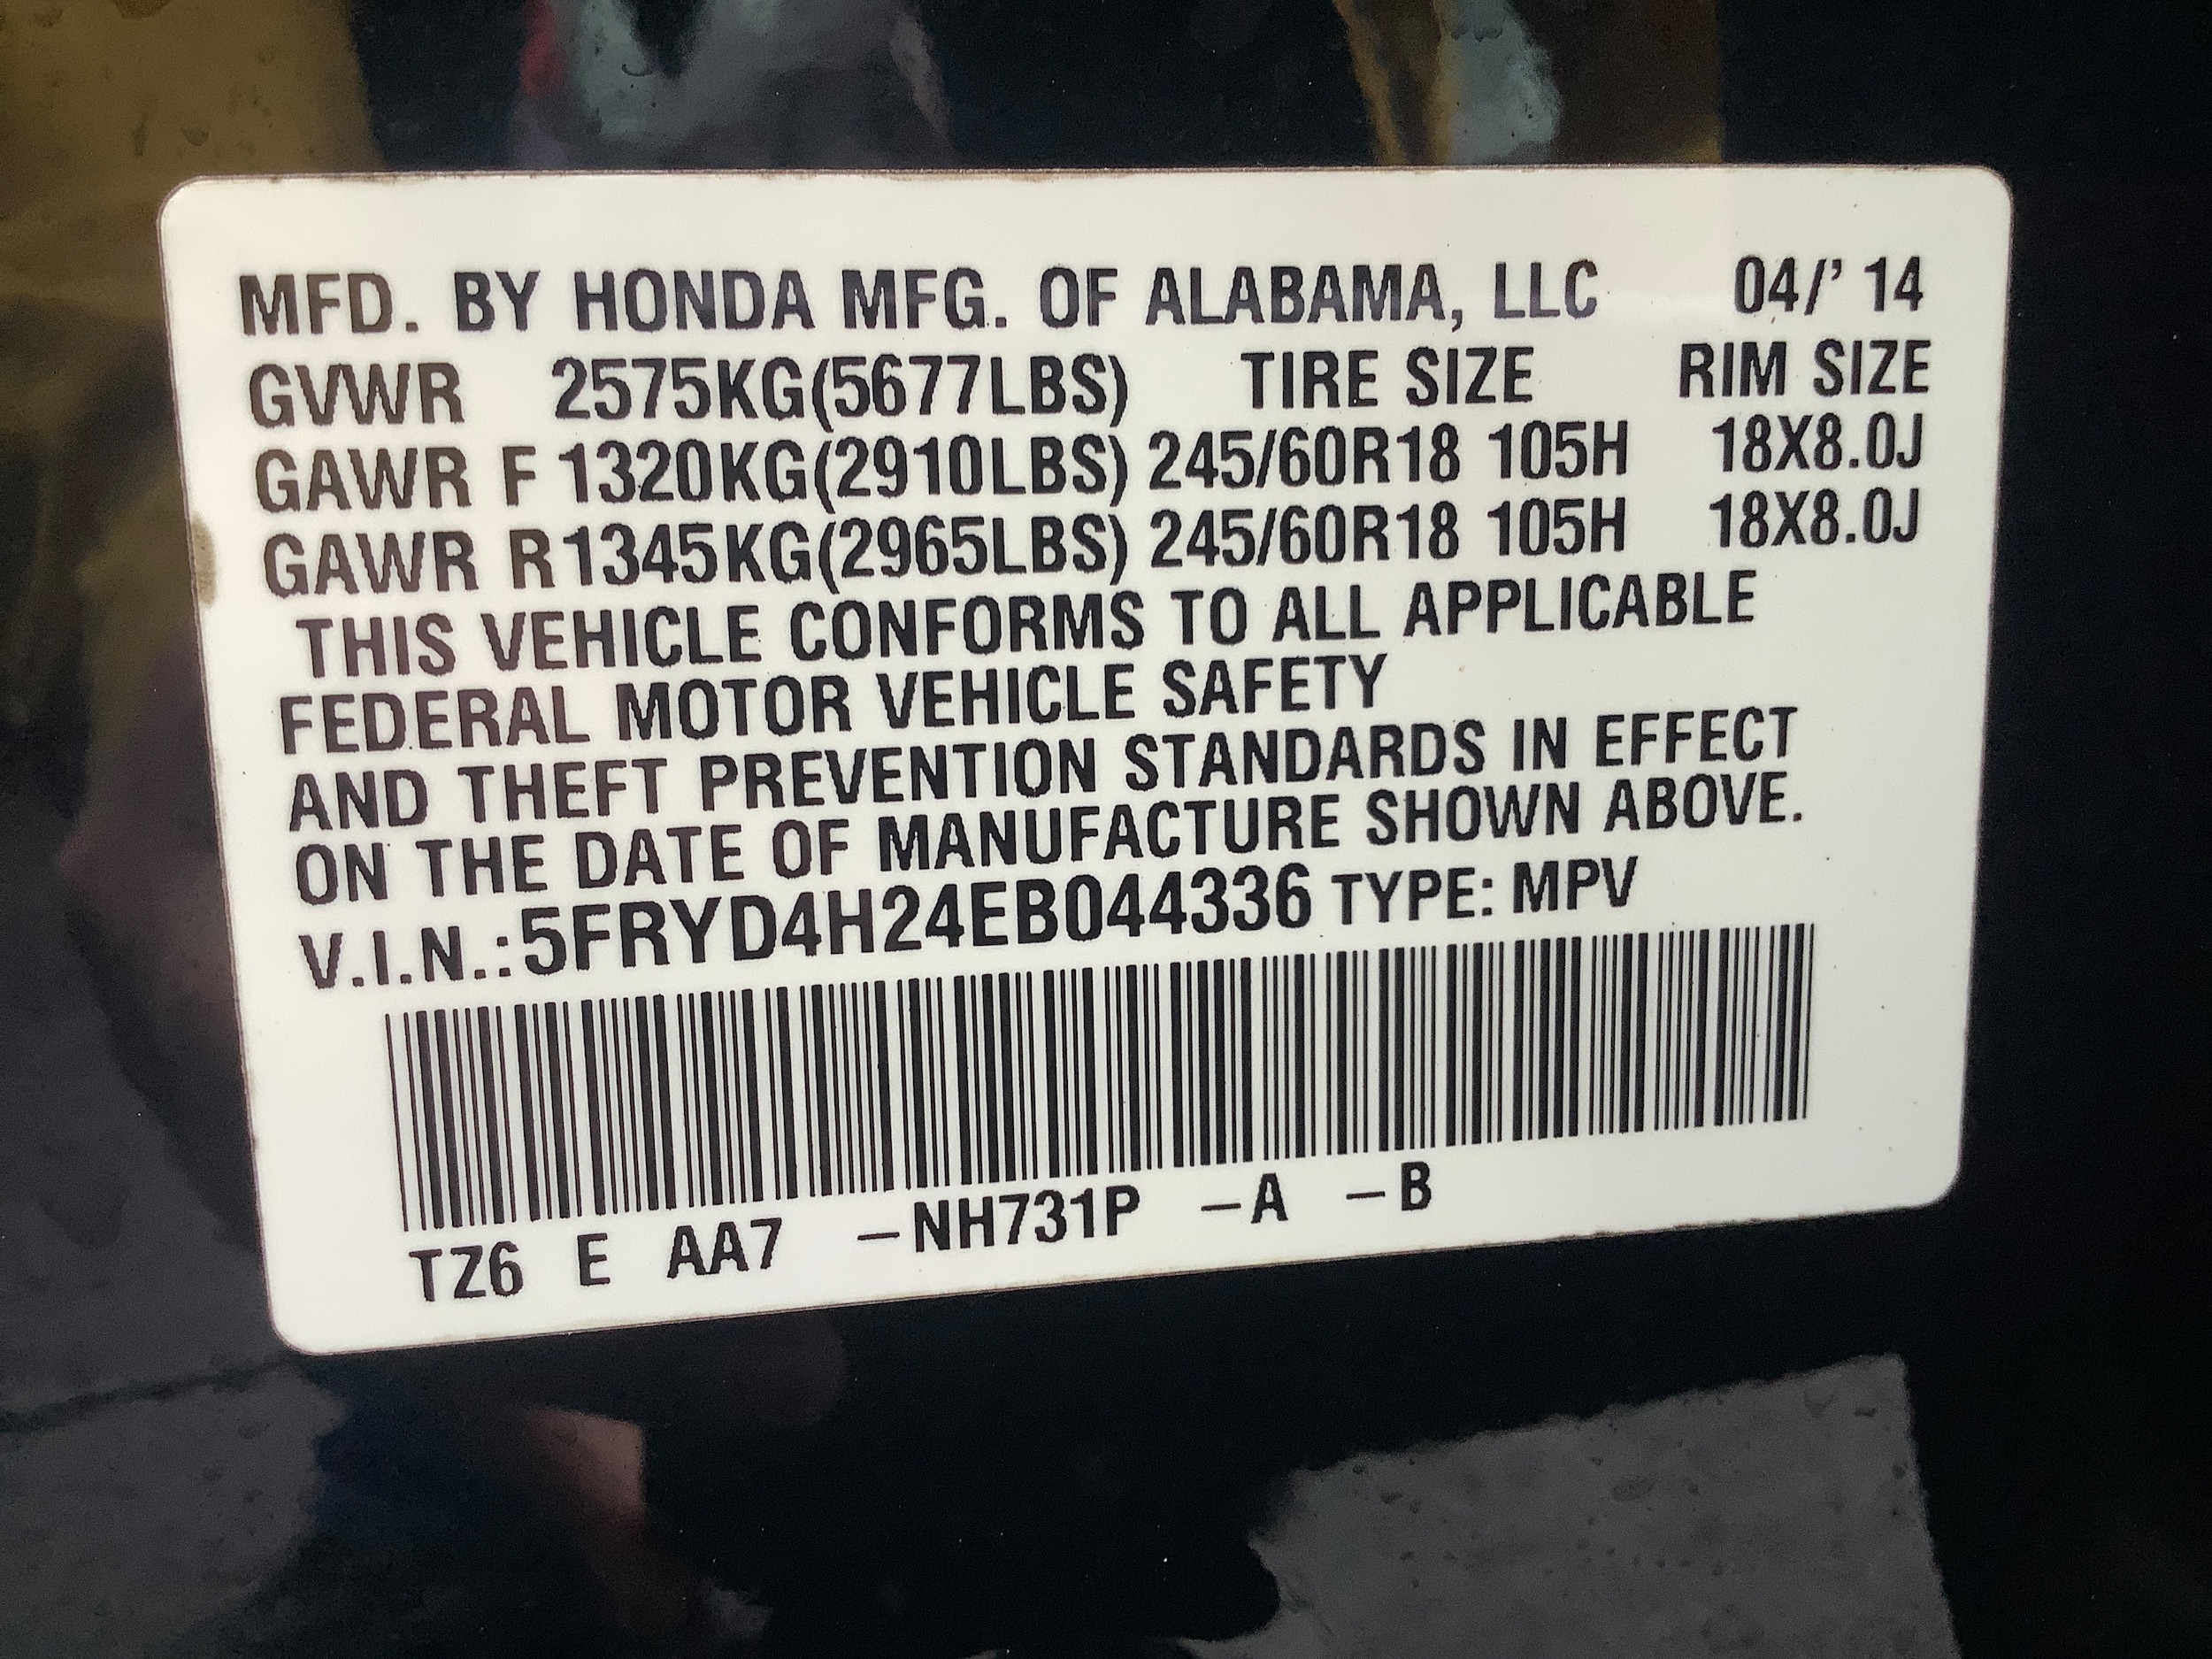 MFD. BY HONDA MFG. OF ALABAMA, LLC 04/' 14
GVWR 2575KG(5677LBS) TIRE SIZE RIM SIZE
GAWR F 1320KG(2910LBS) 245/60R18 105H 18X8.0J
GAWR R 1345KG(2965LBS) 245/60R18 105H 18X8.0J
THIS VEHICLE CONFORMS TO ALL APPLICABLE
FEDERAL MOTOR VEHICLE SAFETY
AND THEFT PREVENTION STANDARDS IN EFFECT
ON THE DATE OF MANUFACTURE SHOWN ABOVE.
V.I.N.:5FRYD4H24EB044336 TYPE: MPV
TZ6 E AA7 –NH731P –A –B